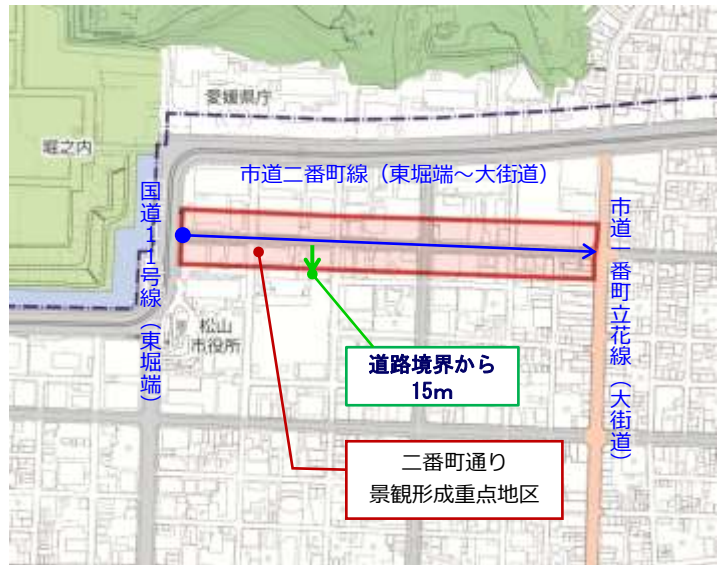 愛媛県庁
堀之内
市道二番町線（東堀端～大街道）
国道11号線（東堀端）
市道一番町立花線（大街道）
松山
市役所
道路境界から
15m
二番町通り
景観形成重点地区